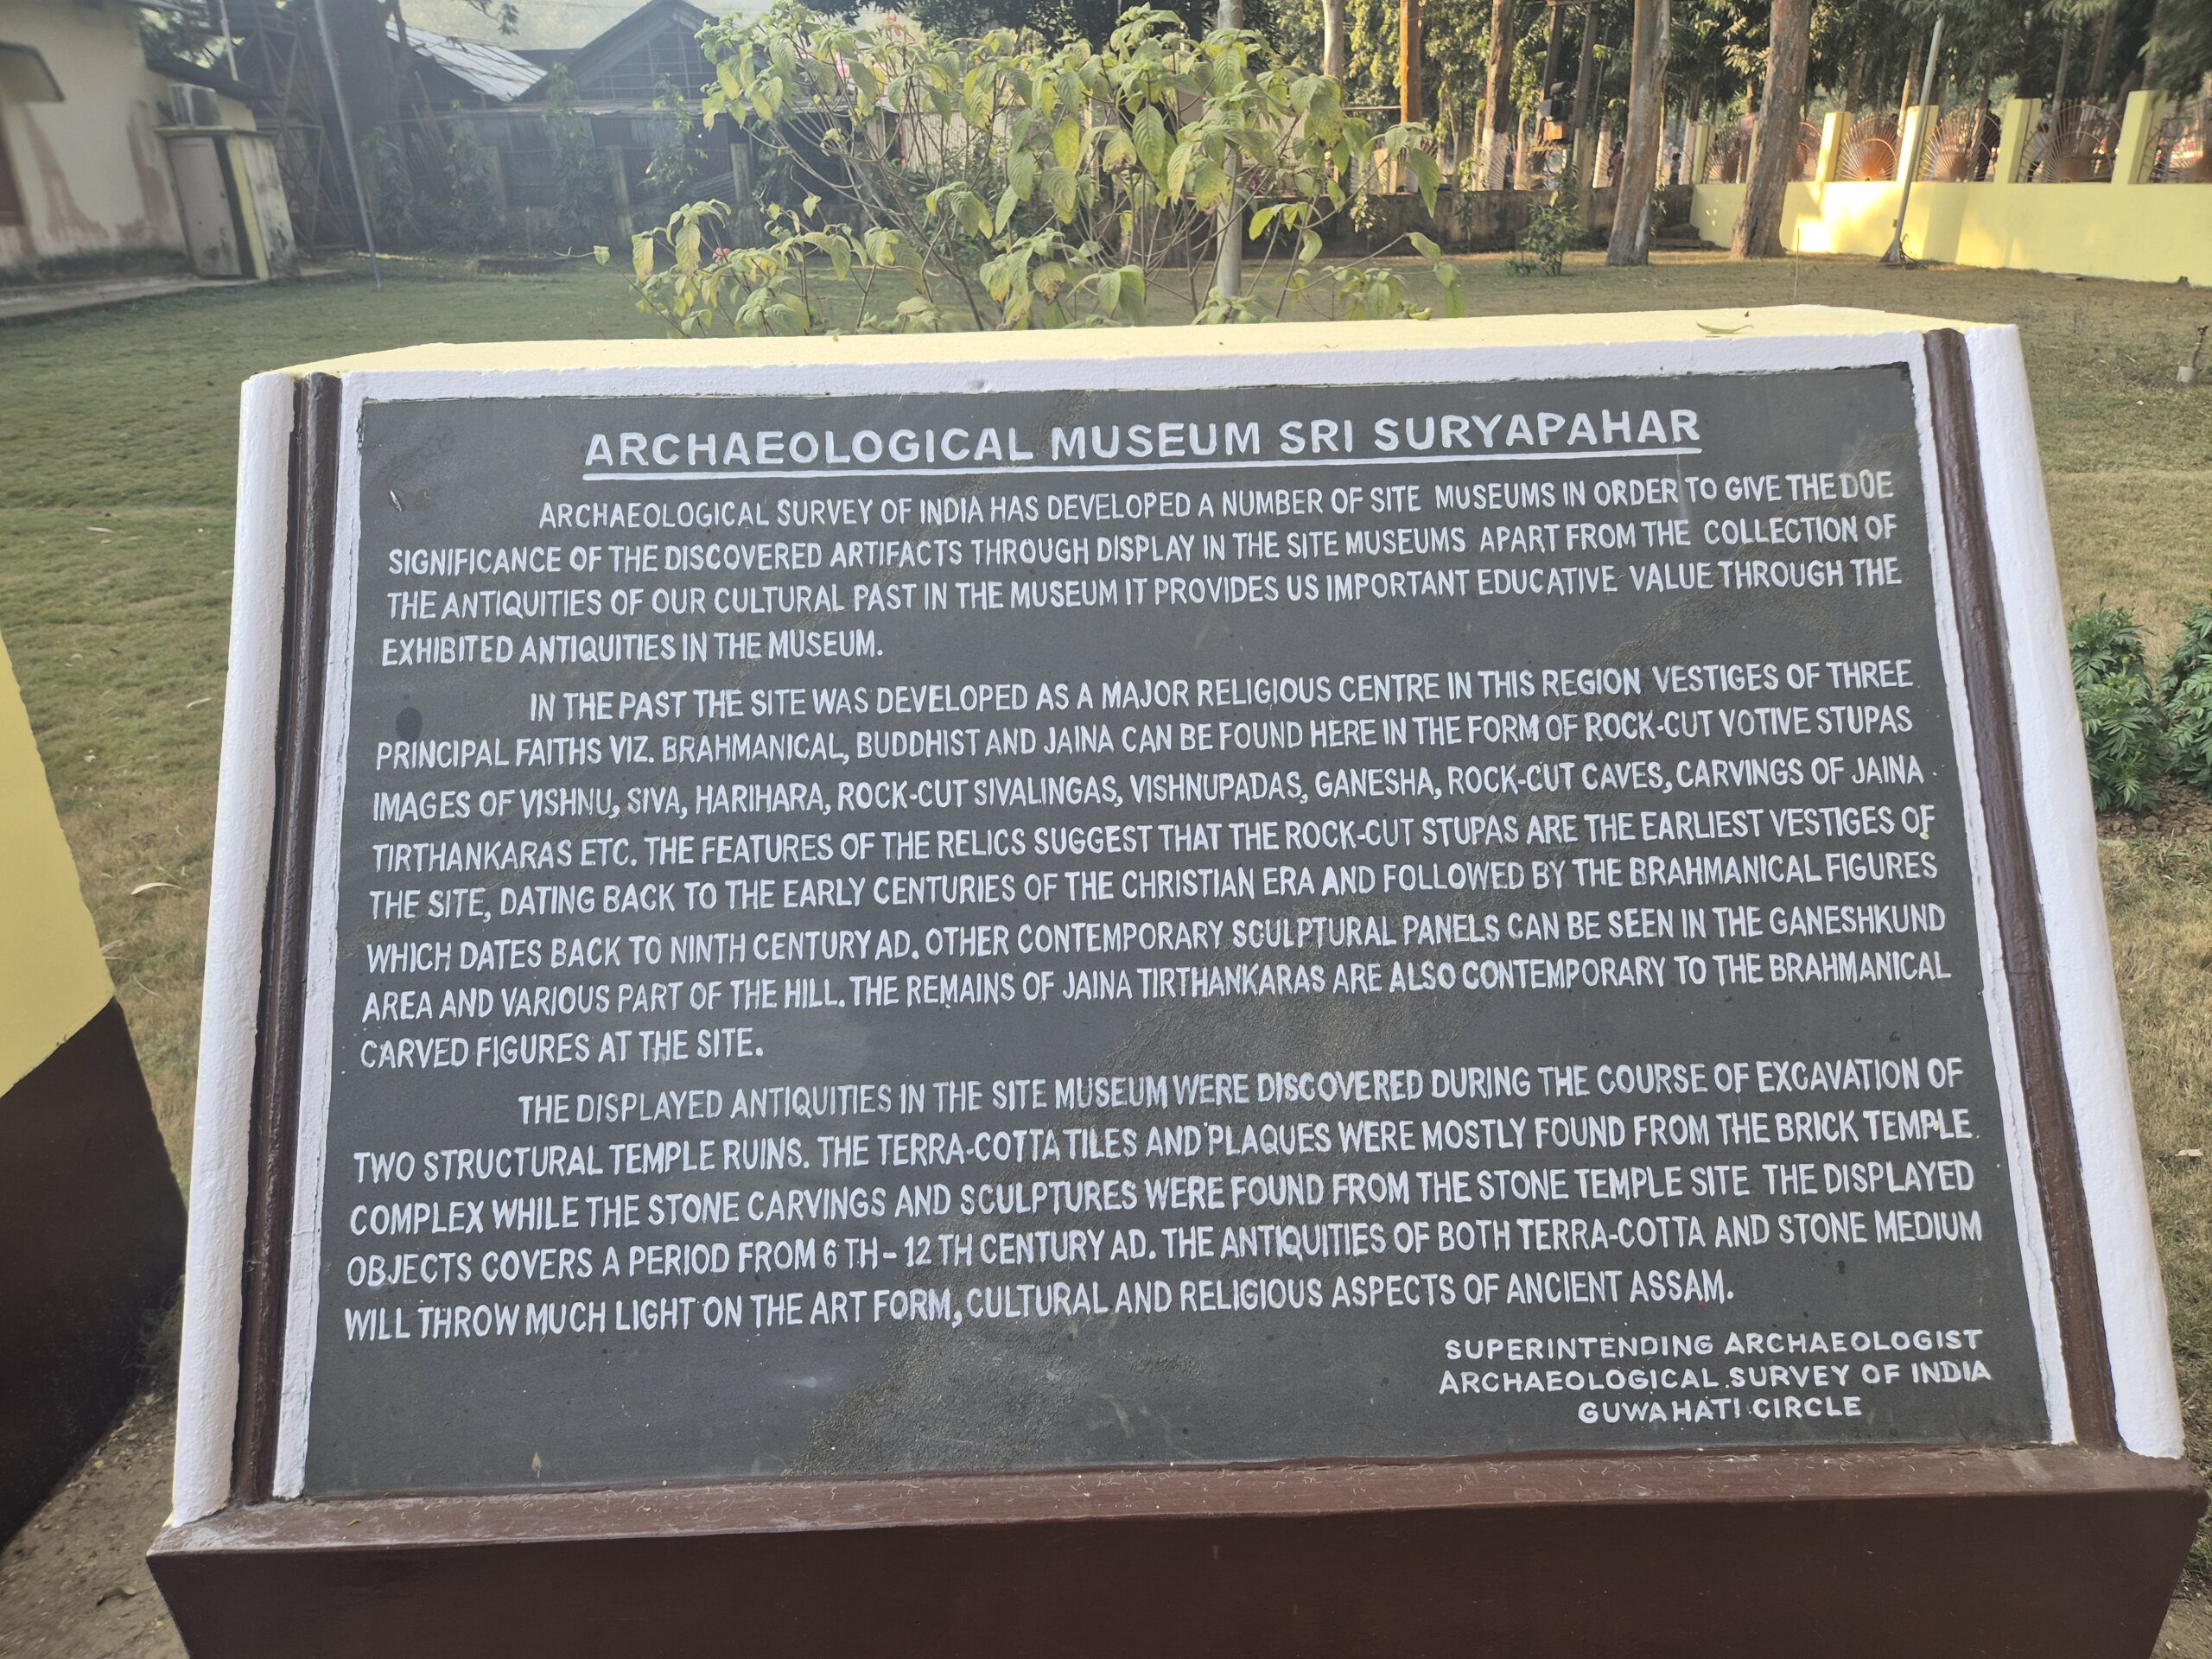 ARCHAEOLOGICAL MUSEUM SRI SURYAPAHAR
ARCHAEOLOGICAL SURVEY OF INDIA HAS DEVELOPED A NUMBER OF SITE MUSEUMS IN ORDER TO GIVE THE DOE
SIGNIFICANCE OF THE DISCOVERED ARTIFACTS THROUGH DISPLAY IN THE SITE MUSEUMS APART FROM THE COLLECTION OF
THE ANTIQUITIES OF OUR CULTURAL PAST IN THE MUSEUM IT PROVIDES US IMPORTANT EDUCATIVE VALUE THROUGH THE
EXHIBITED ANTIQUITIES IN THE MUSEUM.
IN THE PAST THE SITE WAS DEVELOPED AS A MAJOR RELIGIOUS CENTRE IN THIS REGION VESTIGES OF THREE
PRINCIPAL FAITHS VIZ. BRAHMANICAL, BUDDHIST AND JAINA CAN BE FOUND HERE IN THE FORM OF ROCK-CUT VOTIVE STUPAS
IMAGES OF VISHNU, SIVA, HARIHARA, ROCK-CUT SIVALINGAS, VISHNUPADAS, GANESHA, ROCK-CUT CAVES, CARVINGS OF JAINA
TIRTHANKARAS ETC. THE FEATURES OF THE RELICS SUGGEST THAT THE ROCK-CUT STUPAS ARE THE EARLIEST VESTIGES OF
THE SITE, DATING BACK TO THE EARLY CENTURIES OF THE CHRISTIAN ERA AND FOLLOWED BY THE BRAHMANICAL FIGURES
WHICH DATES BACK TO NINTH CENTURY AD. OTHER CONTEMPORARY SCULPTURAL PANELS CAN BE SEEN IN THE GANESHKUND
AREA AND VARIOUS PART OF THE HILL. THE REMAINS OF JAINA TIRTHANKARAS ARE ALSO CONTEMPORARY TO THE BRAHMANICAL
CARVED FIGURES AT THE SITE.
THE DISPLAYED ANTIQUITIES IN THE SITE MUSEUM WERE DISCOVERED DURING THE COURSE OF EXCAVATION OF
TWO STRUCTURAL TEMPLE RUINS. THE TERRA-COTTA TILES AND PLAQUES WERE MOSTLY FOUND FROM THE BRICK TEMPLE
COMPLEX WHILE THE STONE CARVINGS AND SCULPTURES WERE FOUND FROM THE STONE TEMPLE SITE THE DISPLAYED
OBJECTS COVERS A PERIOD FROM 6 TH - 12 TH CENTURY AD. THE ANTIQUITIES OF BOTH TERRA-COTTA AND STONE MEDIUM
WILL THROW MUCH LIGHT ON THE ART FORM, CULTURAL AND RELIGIOUS ASPECTS OF ANCIENT ASSAM.
SUPERINTENDING ARCHAEOLOGIST
ARCHAEOLOGICAL SURVEY OF INDIA
GUWAHATI CIRCLE